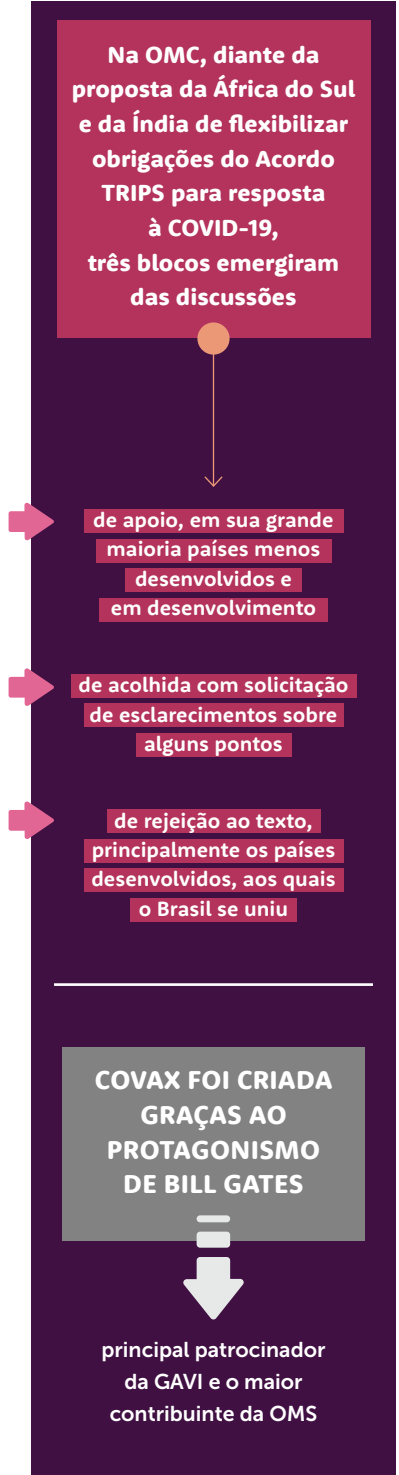 Na OMC, diante da
proposta da África do Sul
e da Índia de flexibilizar
obrigações do Acordo
TRIPS para resposta
à COVID-19,
três blocos emergiram
das discussões
de apoio, em sua grande
maioria países menos
desenvolvidos e
em desenvolvimento
de acolhida com solicitação
de esclarecimentos sobre
alguns pontos
de rejeição ao texto,
principalmente os países
desenvolvidos, aos quais
o Brasil se uniu
COVAX FOI CRIADA
GRAÇAS AO
PROTAGONISMO
DE BILL GATES
principal patrocinador
da GAVI e o maior
contribuinte da OMS